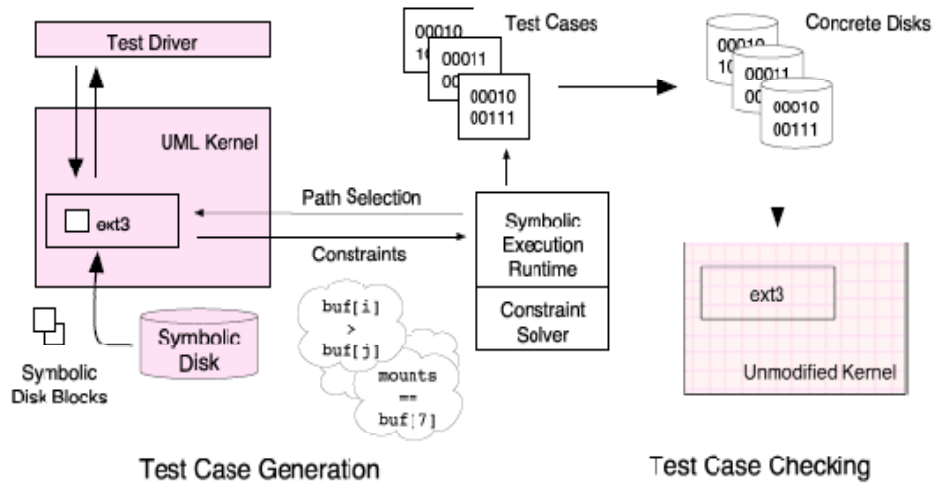 Test Driver
UML Kernel
ext3
Symbolic
Disk Blocks
Symbolic
Disk
Path Selection
Constraints
buf[i]
>
buf[j]
mounts
==
buf[7]
Test Cases
00010
1
00011
00
00010
00111
Symbolic
Execution
Runtime
Constraint
Solver
Concrete Disks
00010
10
00011
00
00010
00111
ext3
Unmodified Kernel
Test Case Generation
Test Case Checking